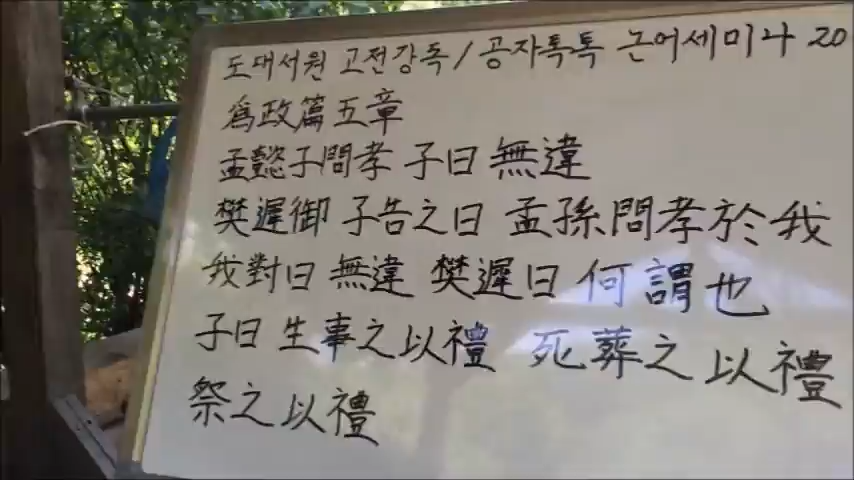 도대서원 고전강독/공자톡톡 논어세미나 20
爲政篇五章
孟懿子問孝 子曰 無違
樊遲御 子告之曰 孟孫問孝於我
我對曰 無違 樊遲曰 何謂也
子曰 生事之以禮 死葬之以禮
祭之以禮